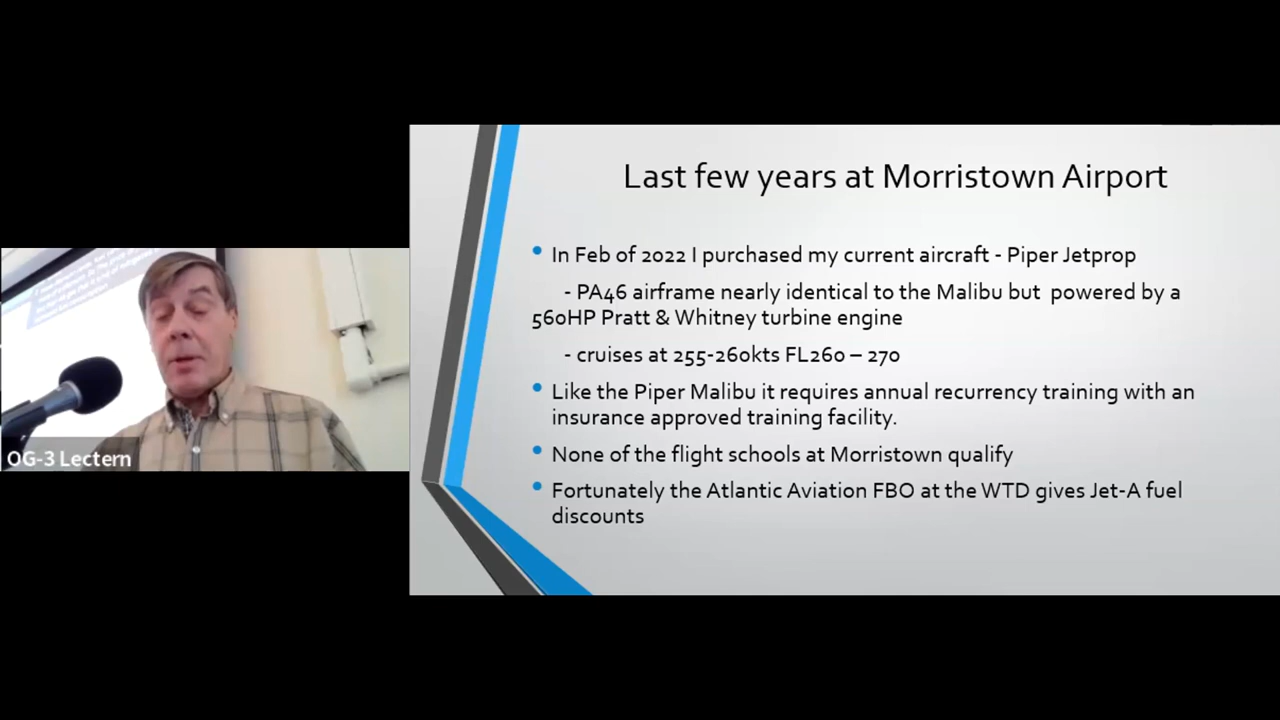 Last few years at Morristown Airport
• In Feb of 2022 I purchased my current aircraft - Piper Jetprop
- PA46 airframe nearly identical to the Malibu but powered by a
560HP Pratt & Whitney turbine engine
- cruises at 255-260kts FL260 – 270
• Like the Piper Malibu it requires annual recurrency training with an
insurance approved training facility.
• None of the flight schools at Morristown qualify
• Fortunately the Atlantic Aviation FBO at the WTD gives Jet-A fuel
discounts
OG-3 Lectern